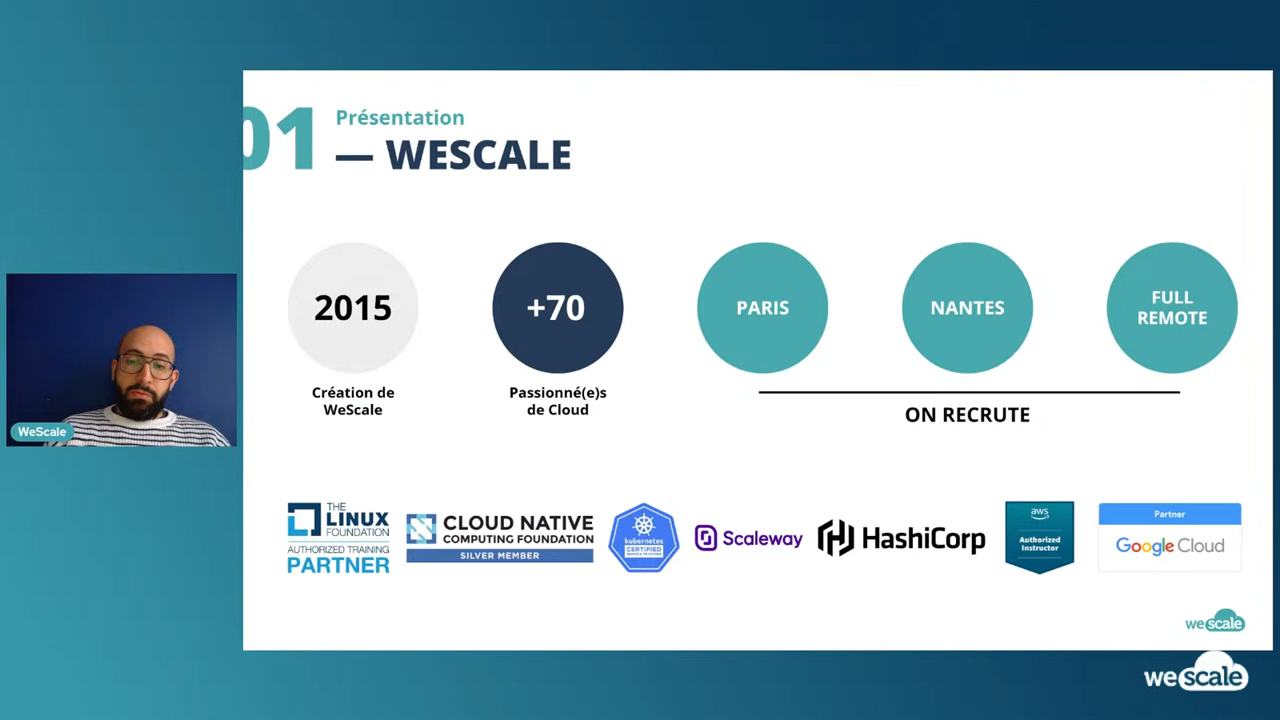 01
Présentation
— WESCALE
2015
+70
PARIS
NANTES
FULL
REMOTE
Création de
WeScale
Passionné(e)s
de Cloud
ON RECRUTE
WeScale
THE
LINUX
FOUNDATION
AUTHORIZED TRAINING
PARTNER
CLOUD NATIVE
COMPUTING FOUNDATION
SILVER MEMBER
kubernetes
CERTIFIED
Scaleway
HashiCorp
aws
Authorized
Instructor
Partner
Google Cloud
wescale
wescale